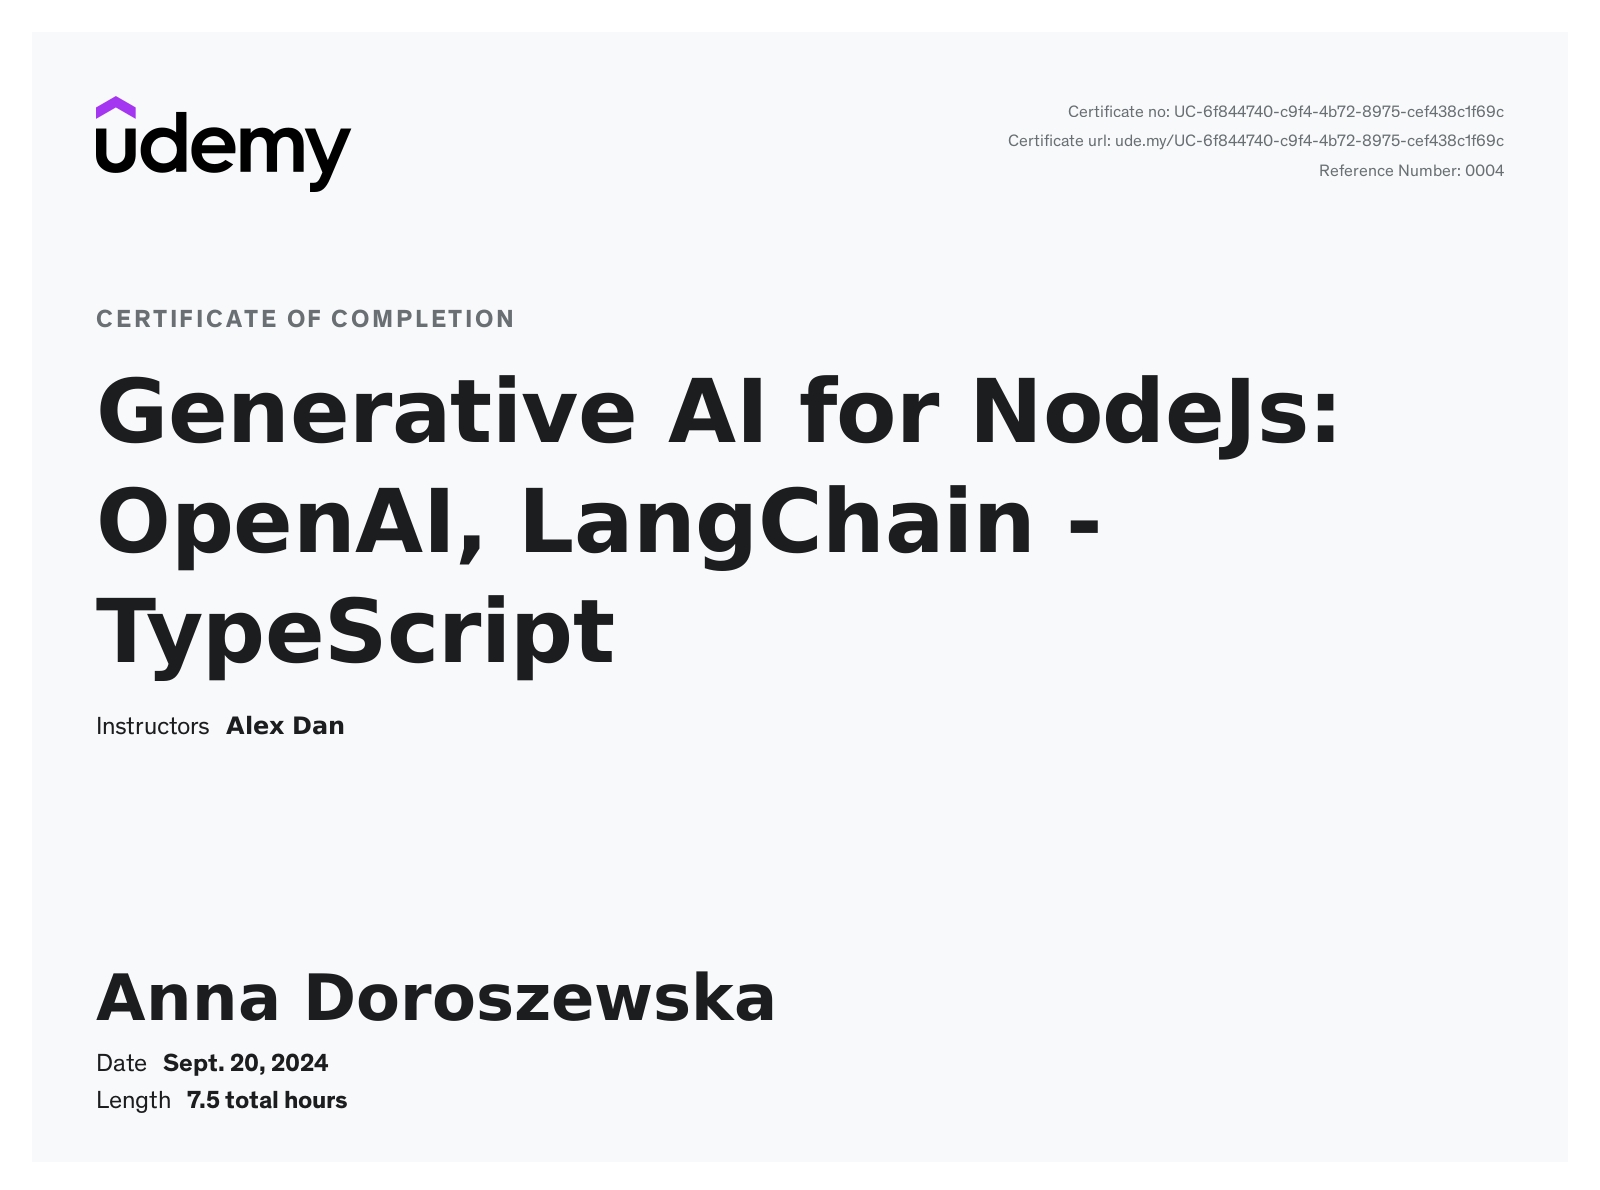 udemy
Certificate no: UC-6f844740-c9f4-4b72-8975-cef438c1f69c
Certificate url: ude.my/UC-6f844740-c9f4-4b72-8975-cef438c1f69c
Reference Number: 0004
CERTIFICATE OF COMPLETION
Generative AI for NodeJs:
OpenAI, LangChain -
TypeScript
Instructors Alex Dan
Anna Doroszewska
Date Sept. 20, 2024
Length 7.5 total hours